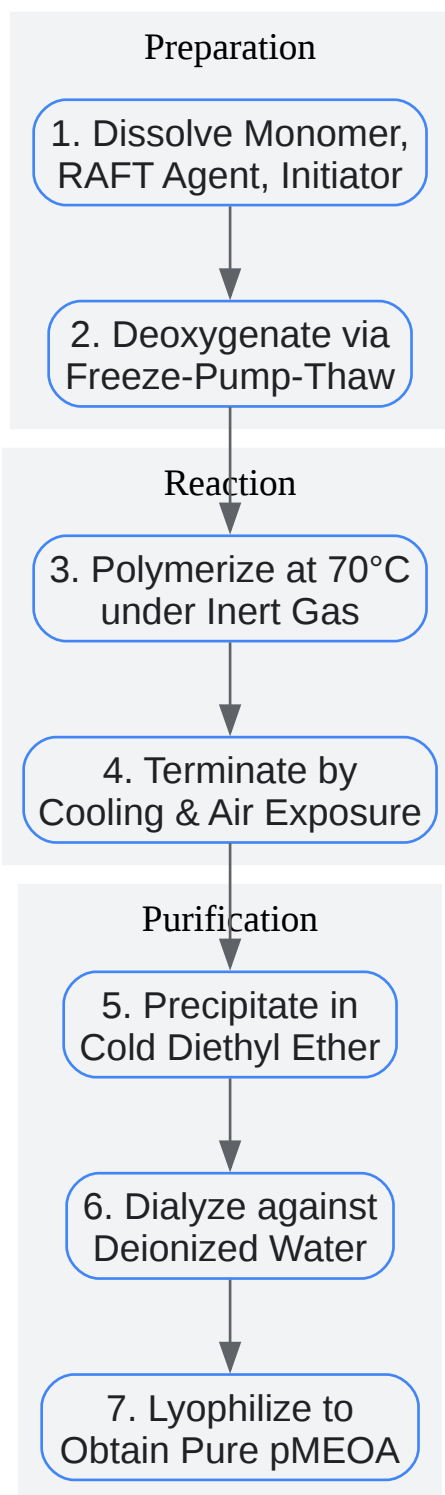 Preparation
1. Dissolve Monomer,
RAFT Agent, Initiator
2. Deoxygenate via
Freeze-Pump-Thaw
Reaction
3. Polymerize at 70°C
under Inert Gas
4. Terminate by
Cooling & Air Exposure
Purification
5. Precipitate in
Cold Diethyl Ether
6. Dialyze against
Deionized Water
7. Lyophilize to
Obtain Pure pMEOA